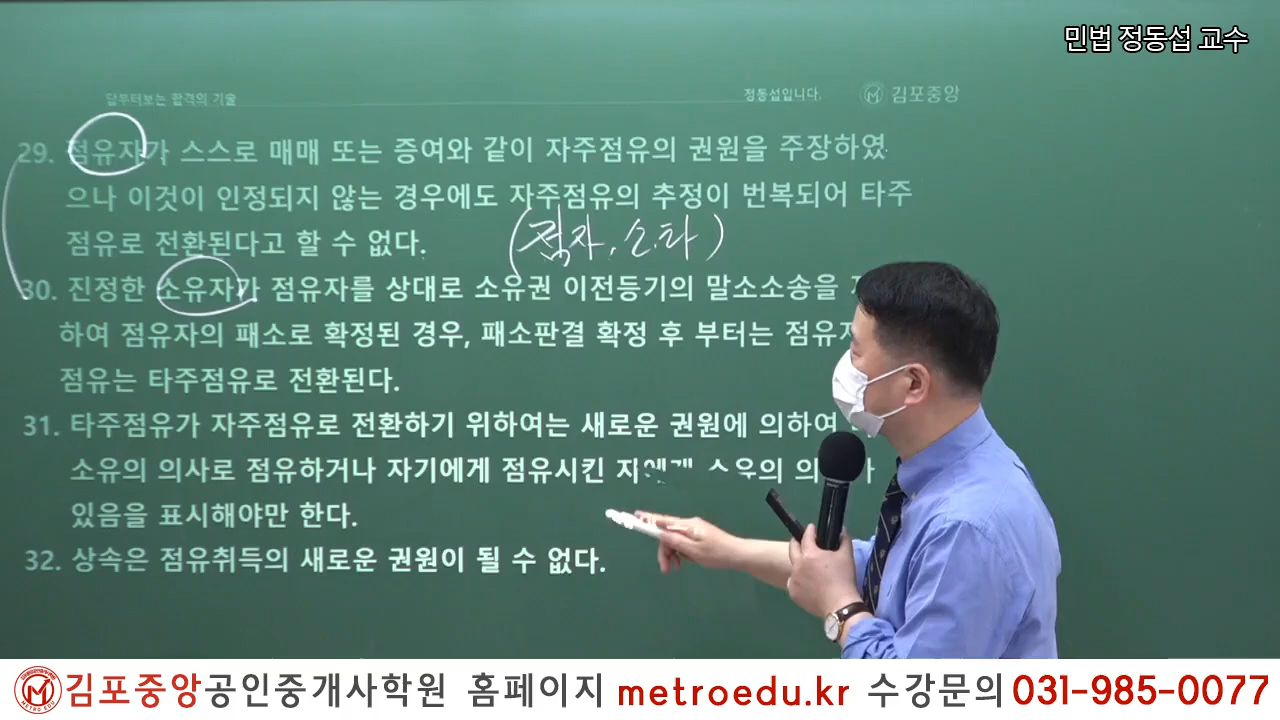 민법 정동섭 교수
답부터보는 합격의 기술
정동섭입니다.
김포중앙
29. 점유자가 스스로 매매 또는 증여와 같이 자주점유의 권원을 주장하였
으나 이것이 인정되지 않는 경우에도 자주점유의 추정이 번복되어 타주
점유로 전환된다고 할 수 없다.
(점자, 소타)
30. 진정한 소유자가 점유자를 상대로 소유권 이전등기의 말소소송을
하여 점유자의 패소로 확정된 경우, 패소판결 확정 후 부터는
점유는 타주점유로 전환된다.
31. 타주점유가 자주점유로 전환하기 위하여는 새로운 권원에 의하여
소유의 의사로 점유하거나 자기에게 점유시킨 자에게 소유의
있음을 표시해야만 한다.
32. 상속은 점유취득의 새로운 권원이 될 수 없다.
METRO EDU
김포중앙공인중개사학원 홈페이지 metroedu.kr 수강문의 031-985-0077